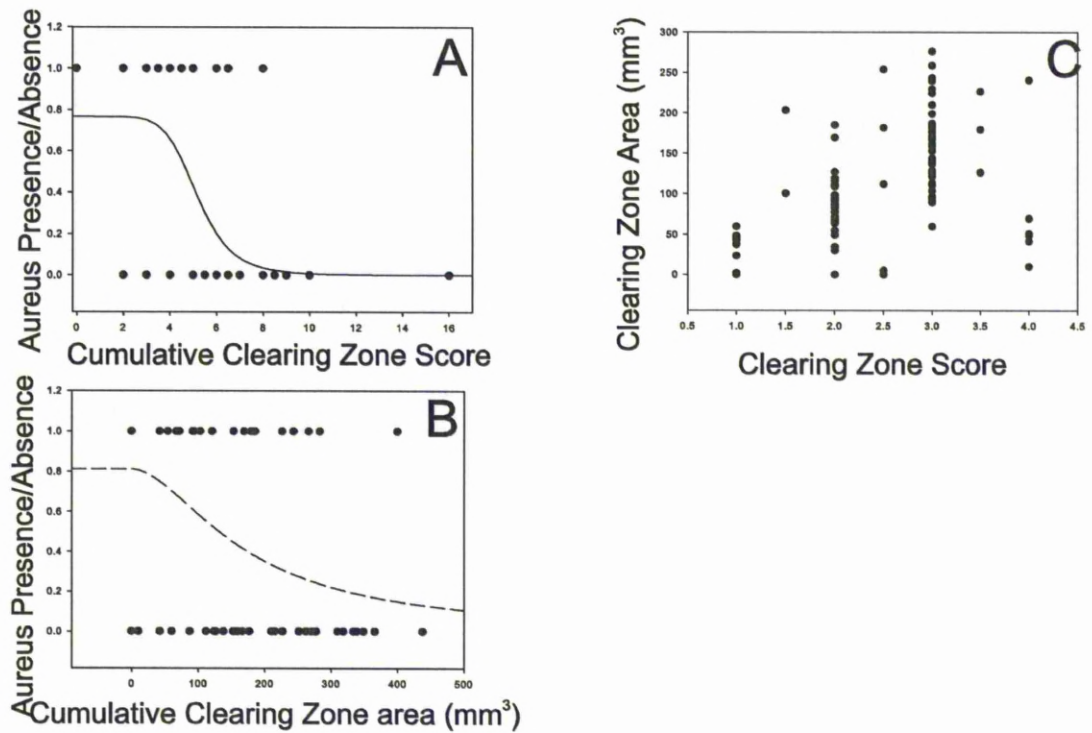 A
Aureus Presence/Absence
1.2
1.0
0.8
0.6
0.4
0.2
0.0
0 2 4 6 8 10 12 14 16
Cumulative Clearing Zone Score
B
Aureus Presence/Absence
1.2
1.0
0.8
0.6
0.4
0.2
0.0
0 100 200 300 400 500
Cumulative Clearing Zone area (mm³)
C
Clearing Zone Area (mm³)
300
250
200
150
100
50
0
0.5 1.0 1.5 2.0 2.5 3.0 3.5 4.0 4.5
Clearing Zone Score